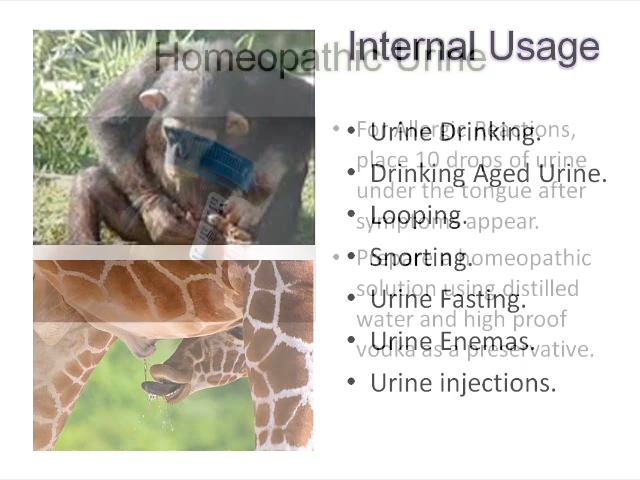 Internal Usage
Homeopathic Urine
• Urine Drinking.
• Drinking Aged Urine.
• Looping.
• Snorting.
• Urine Fasting.
• Urine Enemas.
• Urine injections.
• For Allergic Reactions,
place 10 drops of urine
under the tongue after
symptoms appear.
• Prepare a homeopathic
solution using distilled
water and high proof
vodka as a preservative.